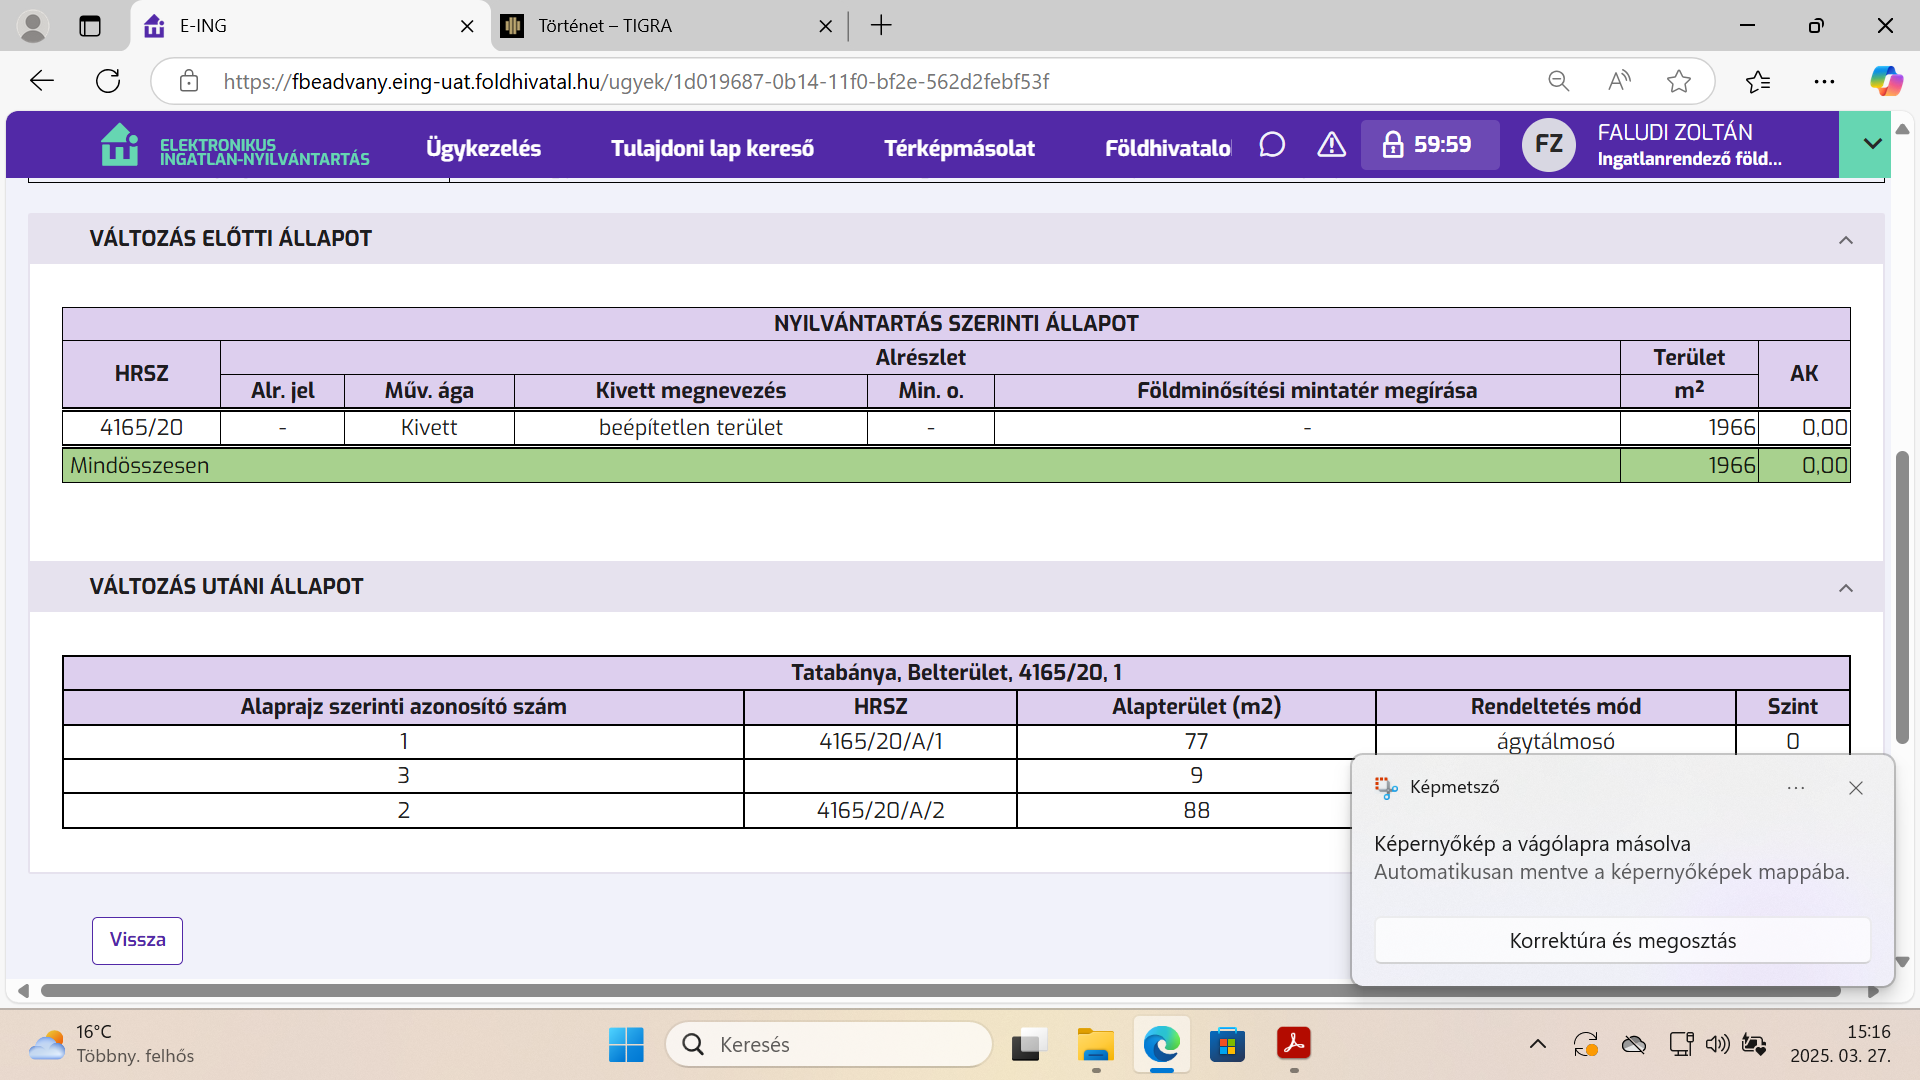 E-ING
Történet – TIGRA
https://fbeadvany.eing-uat.foldhivatal.hu/ugyek/1d019687-0b14-11f0-bf2e-562d2febf53f
ELEKTRONIKUS
INGATLAN-NYILVÁNTARTÁS
Ügykezelés
Tulajdoni lap kereső
Térképmásolat
Földhivatalo
59:59
FZ
FALUDI ZOLTÁN
Ingatlanrendező föld...
VÁLTOZÁS ELŐTTI ÁLLAPOT
NYILVÁNTARTÁS SZERINTI ÁLLAPOT
HRSZ Alrészlet Terület AK
Alr. jel Műv. ága Kivett megnevezés Min. o. Földminősítési mintatér megírása m²
4165/20 - Kivett beépítetlen terület - - 1966 0,00
Mindösszesen 1966 0,00
VÁLTOZÁS UTÁNI ÁLLAPOT
Tatabánya, Belterület, 4165/20, 1
Alaprajz szerinti azonosító szám HRSZ Alapterület (m2) Rendeltetés mód Szint
1 4165/20/A/1 77 ágytálmosó 0
3 9
2 4165/20/A/2 88
Képmetsző
Képernyőkép a vágólapra másolva
Automatikusan mentve a képernyőképek mappába.
Korrektúra és megosztás
Vissza
16°C
Többny. felhős
Keresés
15:16
2025. 03. 27.